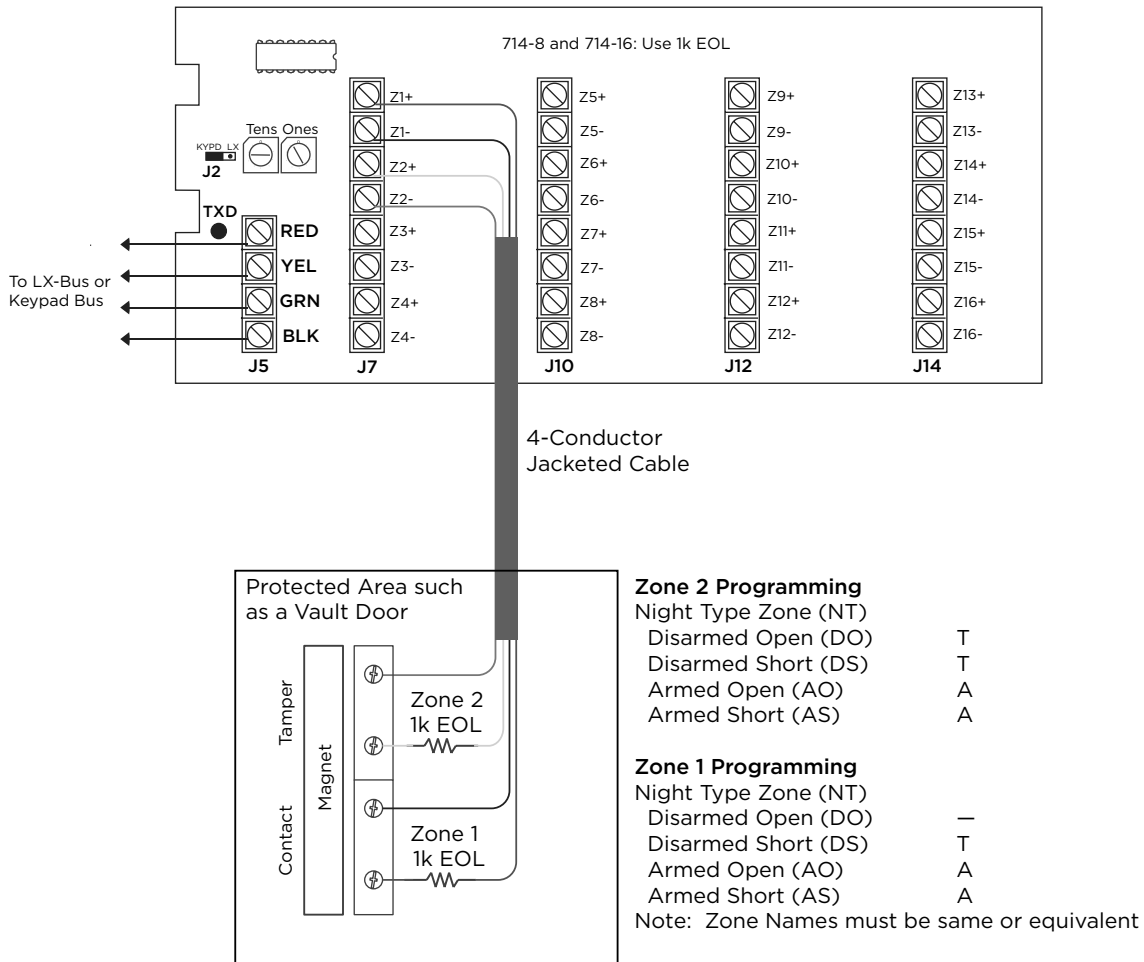 714-8 and 714-16: Use 1k EOL
Tens Ones
KYPD LX
J2
TXD
RED
YEL
GRN
BLK
J5
To LX-Bus or
Keypad Bus
Z1+
Z1-
Z2+
Z2-
Z3+
Z3-
Z4+
Z4-
J7
Z5+
Z5-
Z6+
Z6-
Z7+
Z7-
Z8+
Z8-
J10
Z9+
Z9-
Z10+
Z10-
Z11+
Z11-
Z12+
Z12-
J12
Z13+
Z13-
Z14+
Z14-
Z15+
Z15-
Z16+
Z16-
J14
4-Conductor
Jacketed Cable
Protected Area such
as a Vault Door
Tamper
Contact
Magnet
Zone 2
1k EOL
Zone 1
1k EOL
Zone 2 Programming
Night Type Zone (NT)
Disarmed Open (DO) T
Disarmed Short (DS) T
Armed Open (AO) A
Armed Short (AS) A
Zone 1 Programming
Night Type Zone (NT)
Disarmed Open (DO) —
Disarmed Short (DS) T
Armed Open (AO) A
Armed Short (AS) A
Note: Zone Names must be same or equivalent